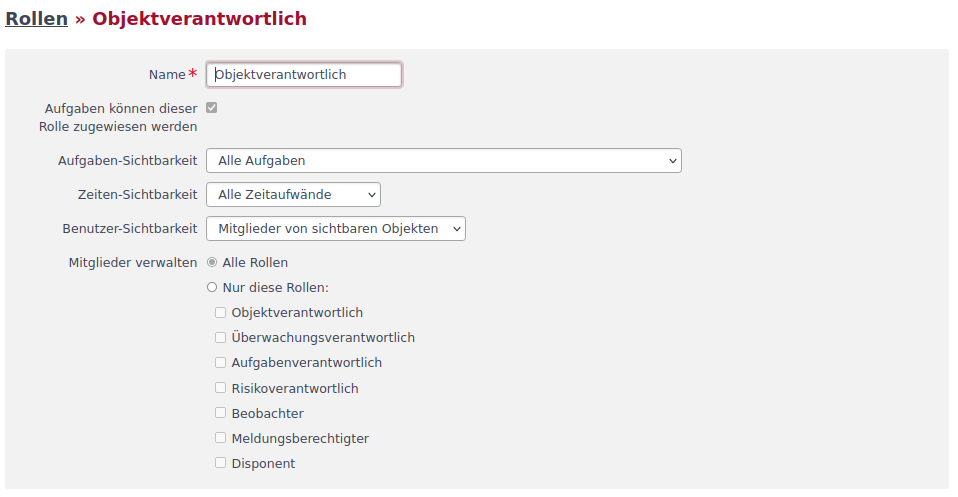 Rollen » Objektverantwortlich
Name * Objektverantwortlich
Aufgaben können dieser
Rolle zugewiesen werden
Aufgaben-Sichtbarkeit Alle Aufgaben
Zeiten-Sichtbarkeit Alle Zeitaufwände
Benutzer-Sichtbarkeit Mitglieder von sichtbaren Objekten
Mitglieder verwalten Alle Rollen
Nur diese Rollen:
Objektverantwortlich
Überwachungsverantwortlich
Aufgabenverantwortlich
Risikoverantwortlich
Beobachter
Meldungsberechtigter
Disponent